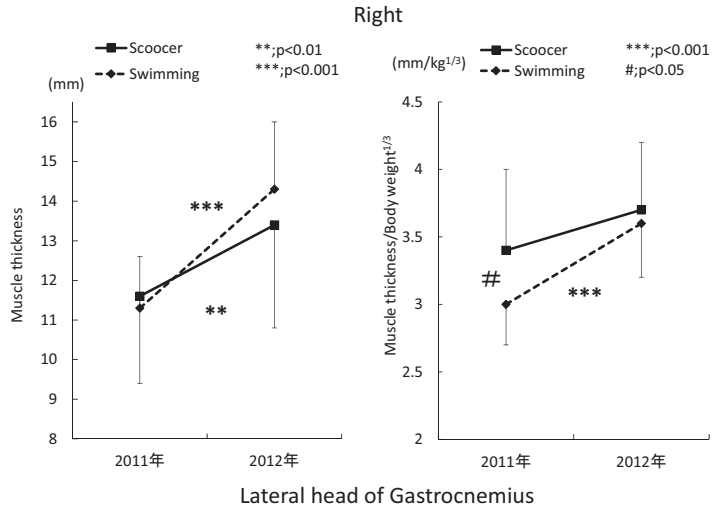 Right
Scoocer
Swimming
**;p<0.01
***;p<0.001
(mm)
Muscle thickness
16
15
14
13
12
11
10
9
8
***
**
2011年
2012年
Scoocer
Swimming
***;p<0.001
#;p<0.05
(mm/kg1/3)
Muscle thickness/Body weight1/3
4.5
4
3.5
3
2.5
2
#
***
2011年
2012年
Lateral head of Gastrocnemius